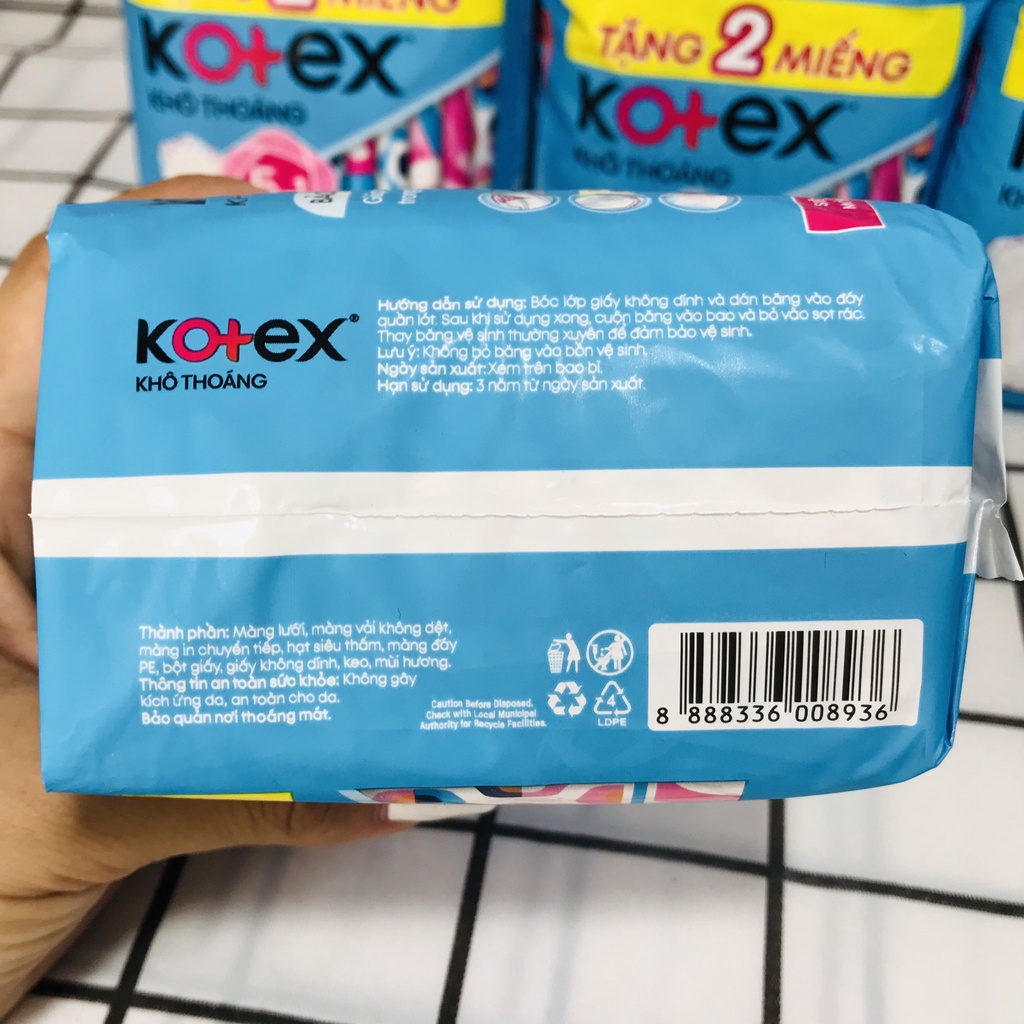 2 MIẾNG
kotex
KHÔ THOÁNG
TẶNG 2 MIẾNG
kotex™
KHÔ THOÁNG
kotex®
KHÔ THOÁNG
Hướng dẫn sử dụng: Bóc lớp giấy không dính và dán băng vào đáy
quần lót. Sau khi sử dụng xong, cuộn băng vào bao và bỏ vào sọt rác.
Thay băng vệ sinh thường xuyên để đảm bảo vệ sinh.
Lưu ý: Không bỏ băng vào bồn vệ sinh.
Ngày sản xuất: Xem trên bao bì.
Hạn sử dụng: 3 năm từ ngày sản xuất.
Thành phần: Màng lưới, màng vải không dệt,
màng in chuyển tiếp, hạt siêu thấm, màng đáy
PE, bột giấy, giấy không dính, keo, mùi hương.
Thông tin an toàn sức khỏe: Không gây
kích ứng da, an toàn cho da.
Bảo quản nơi thoáng mát.
Caution Before Disposed.
Check with Local Municipal
Authority for Recycle Facilities.
4
LDPE
8 888336 008936